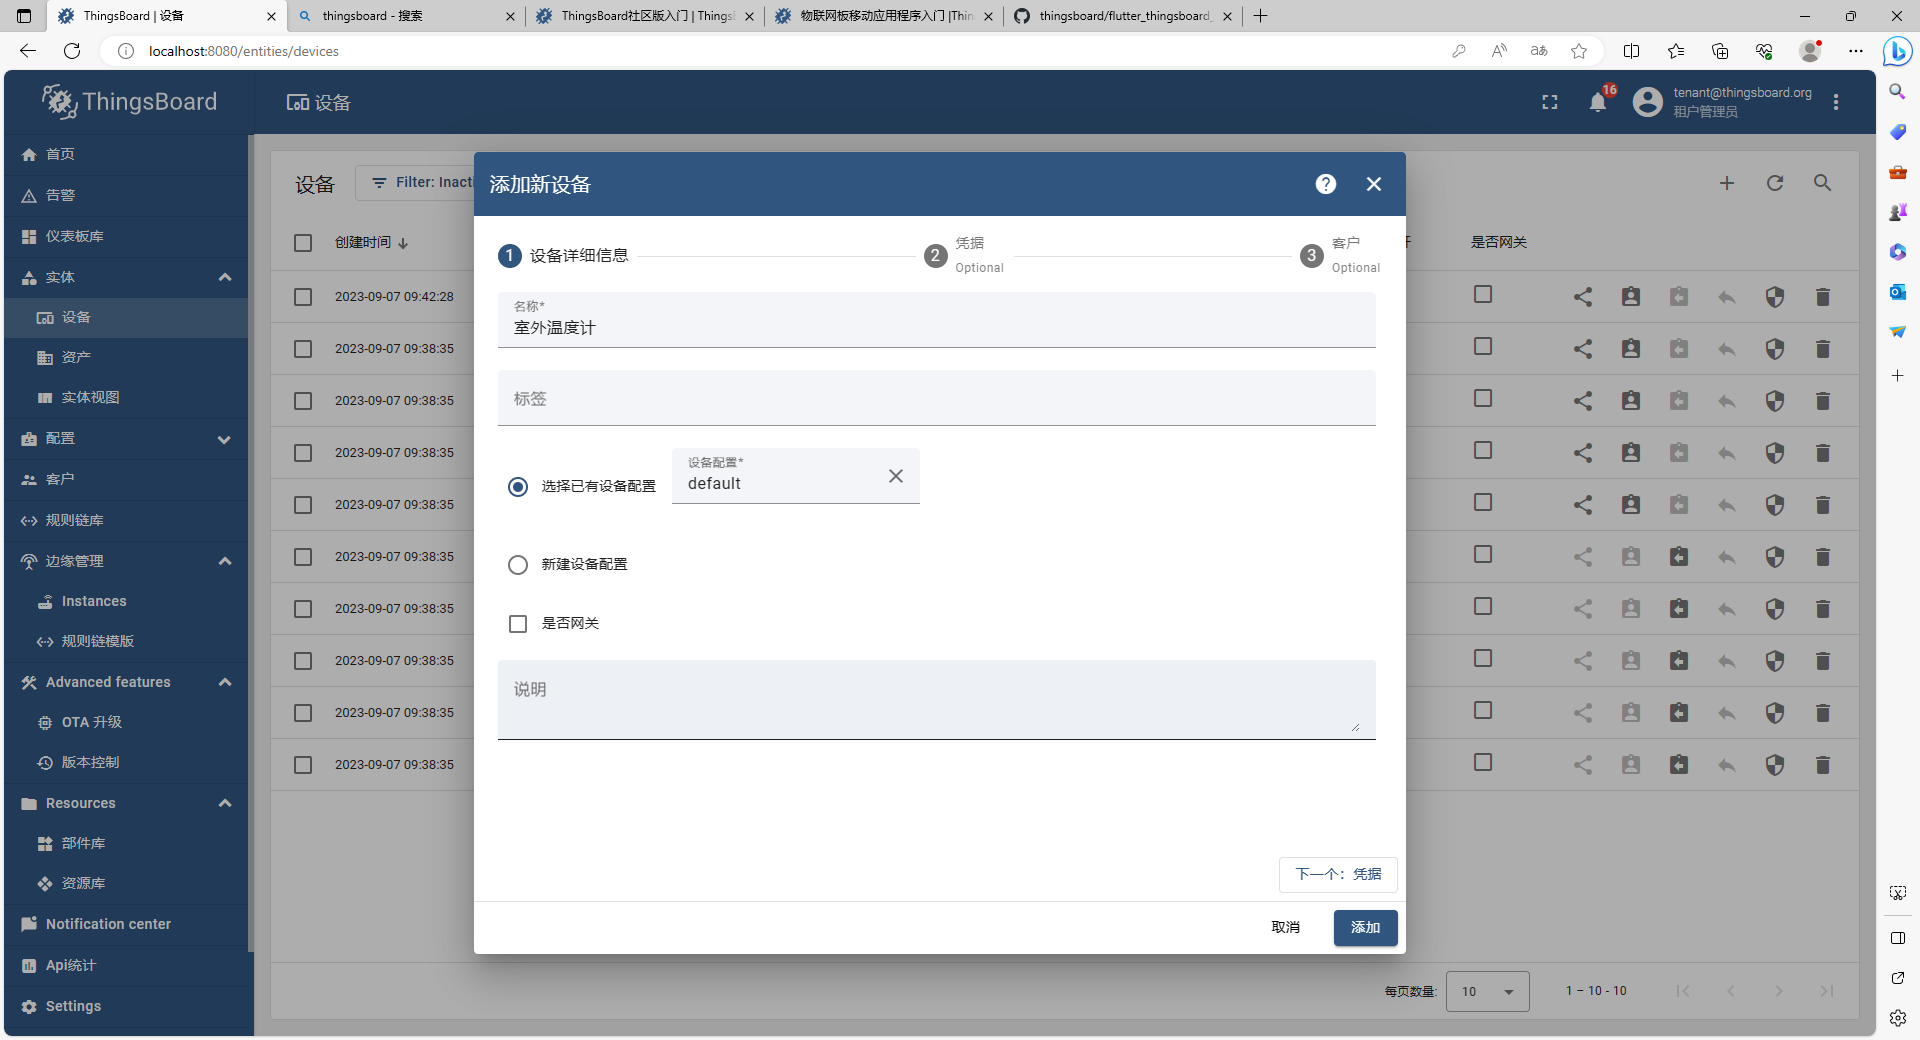 ThingsBoard | 设备
thingsboard - 搜索
ThingsBoard社区版入门 | Things
物联网板移动应用程序入门 |Thin
thingsboard/flutter_thingsboard_
localhost:8080/entities/devices
ThingsBoard
设备
16
tenant@thingsboard.org
租户管理员
首页
告警
仪表板库
实体
设备
资产
实体视图
配置
客户
规则链库
边缘管理
Instances
规则链模版
Advanced features
OTA 升级
版本控制
Resources
部件库
资源库
Notification center
Api统计
Settings
设备
Filter: Inacti
创建时间
是否网关
2023-09-07 09:42:28
2023-09-07 09:38:35
2023-09-07 09:38:35
2023-09-07 09:38:35
2023-09-07 09:38:35
2023-09-07 09:38:35
2023-09-07 09:38:35
2023-09-07 09:38:35
2023-09-07 09:38:35
2023-09-07 09:38:35
添加新设备
1 设备详细信息
2 凭据
Optional
3 客户
Optional
名称*
室外温度计
标签
选择已有设备配置
设备配置*
default
新建设备配置
是否网关
说明
下一个：凭据
取消
添加
每页数量:
10
1 – 10 - 10